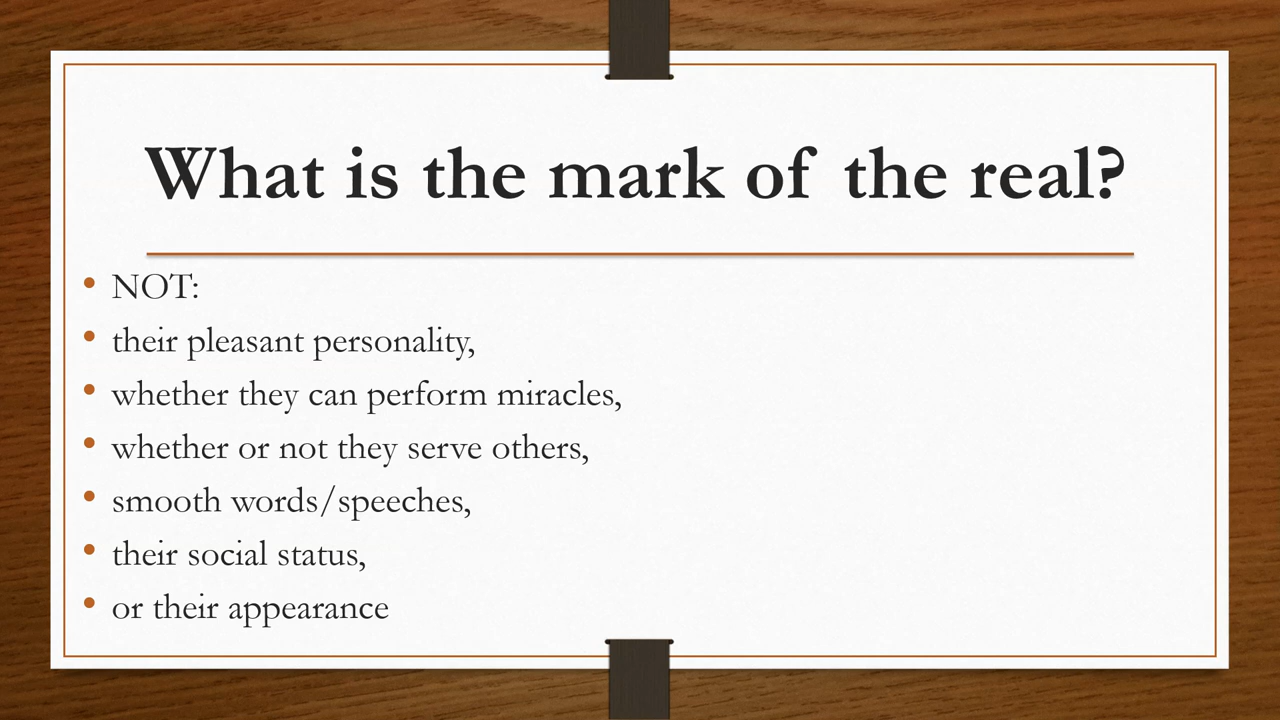 What is the mark of the real?
• NOT:
• their pleasant personality,
• whether they can perform miracles,
• whether or not they serve others,
• smooth words/speeches,
• their social status,
• or their appearance